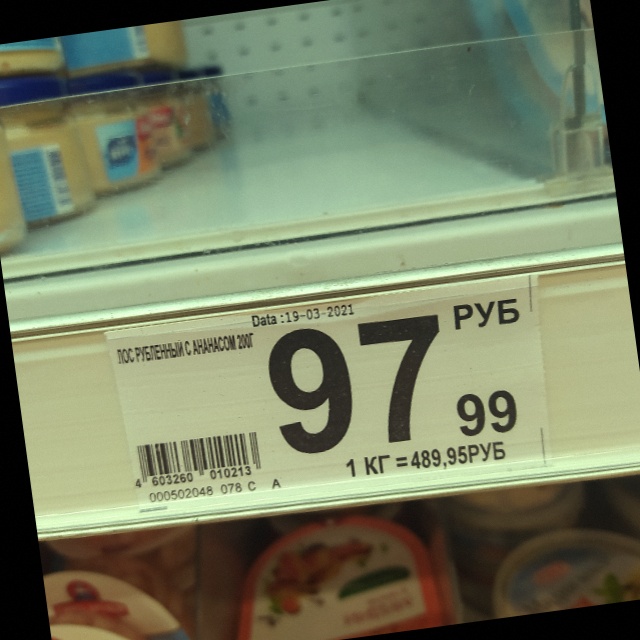 Data :19-03-2021
ЛОС РУБЛЕННЫЙ С АНАНАСОМ 200Г
97 РУБ
99
1 КГ =489,95РУБ
4 603260 010213
000502048 078 С А